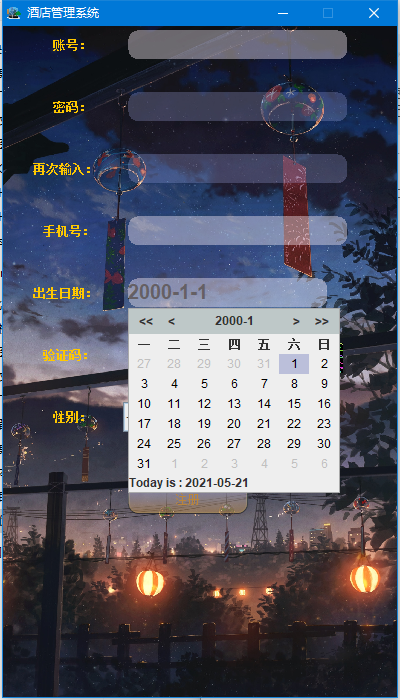 酒店管理系统
账号：
密码：
再次输入：
手机号：
出生日期： 2000-1-1
<< < 2000-1 > >>
一 二 三 四 五 六 日
27 28 29 30 31 1 2
3 4 5 6 7 8 9
10 11 12 13 14 15 16
17 18 19 20 21 22 23
24 25 26 27 28 29 30
31 1 2 3 4 5 6
Today is : 2021-05-21
验证码：
性别：
注册